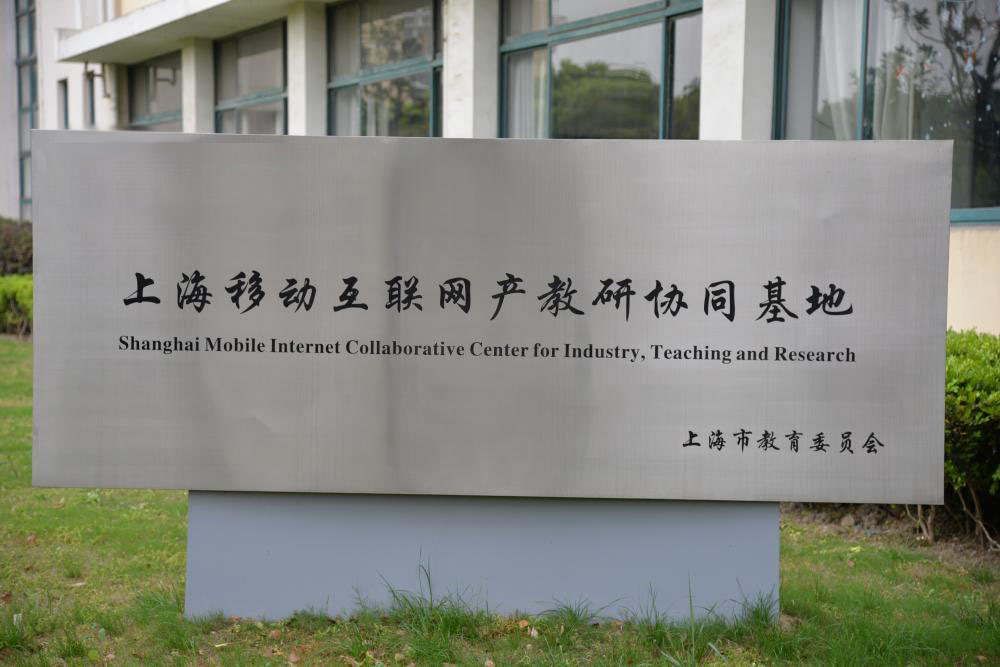 上海移动互联网产教研协同基地
Shanghai Mobile Internet Collaborative Center for Industry, Teaching and Research
上海市教育委员会